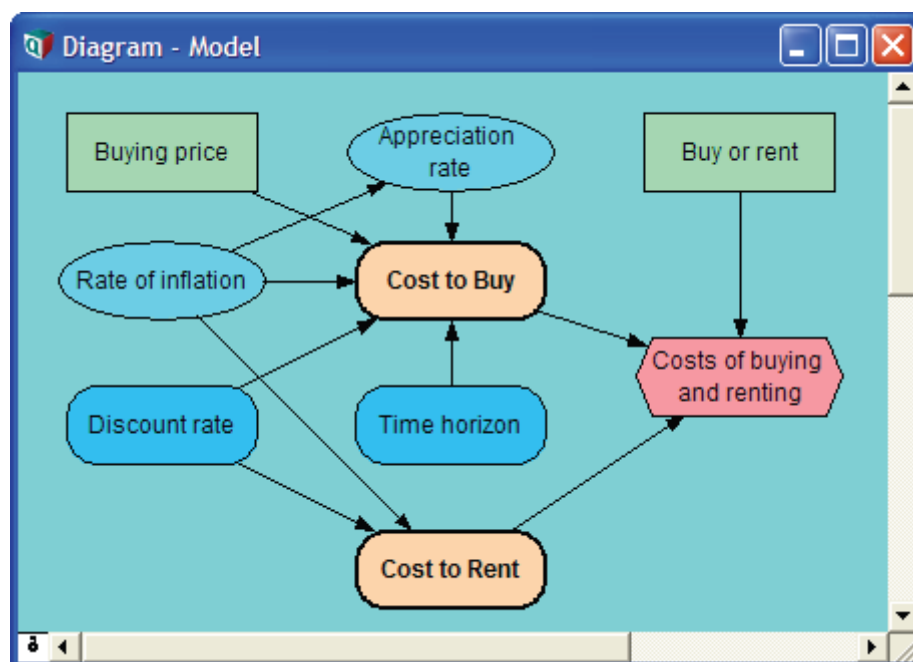 Diagram - Model
Buying price
Appreciation
rate
Buy or rent
Rate of inflation
Cost to Buy
Costs of buying
and renting
Discount rate
Time horizon
Cost to Rent